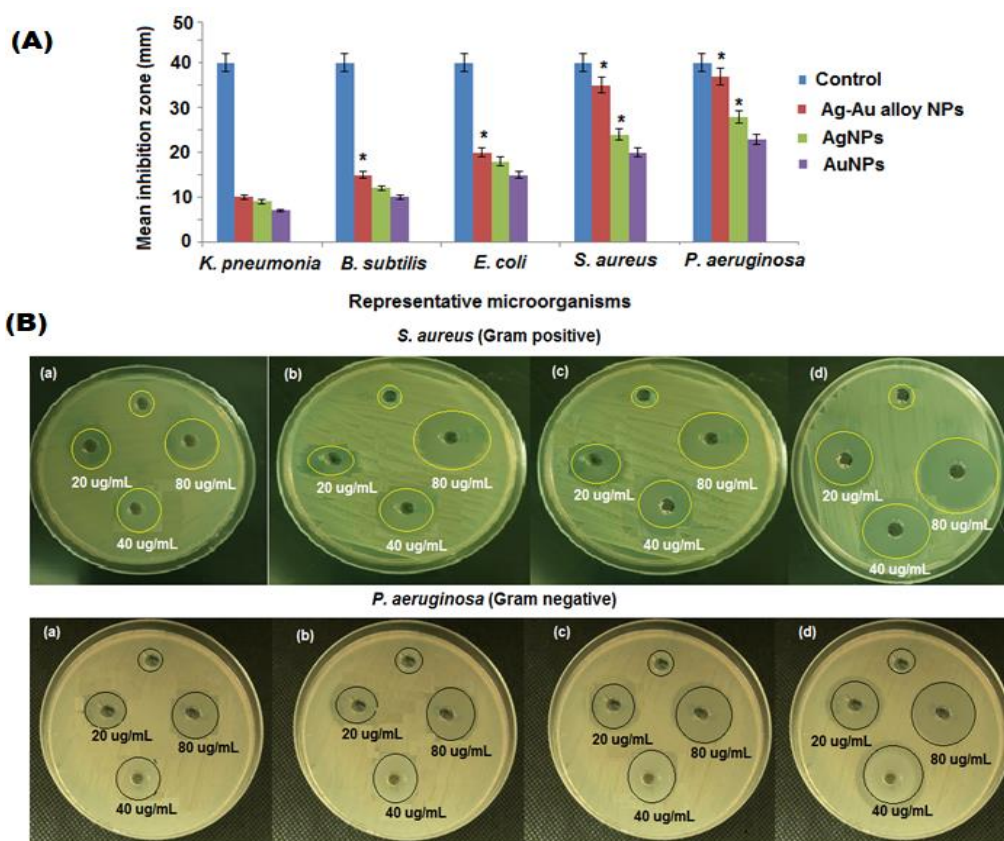 (A)
Mean inhibition zone (mm)
50
40
30
20
10
0
* * * * * *
Control
Ag-Au alloy NPs
AgNPs
AuNPs
K. pneumonia B. subtilis E. coli S. aureus P. aeruginosa
Representative microorganisms
(B)
S. aureus (Gram positive)
(a) (b) (c) (d)
20 ug/mL 80 ug/mL 40 ug/mL
20 ug/mL 80 ug/mL 40 ug/mL
20 ug/mL 80 ug/mL 40 ug/mL
20 ug/mL 80 ug/mL 40 ug/mL
P. aeruginosa (Gram negative)
(a) (b) (c) (d)
20 ug/mL 80 ug/mL 40 ug/mL
20 ug/mL 80 ug/mL 40 ug/mL
20 ug/mL 80 ug/mL 40 ug/mL
20 ug/mL 80 ug/mL 40 ug/mL